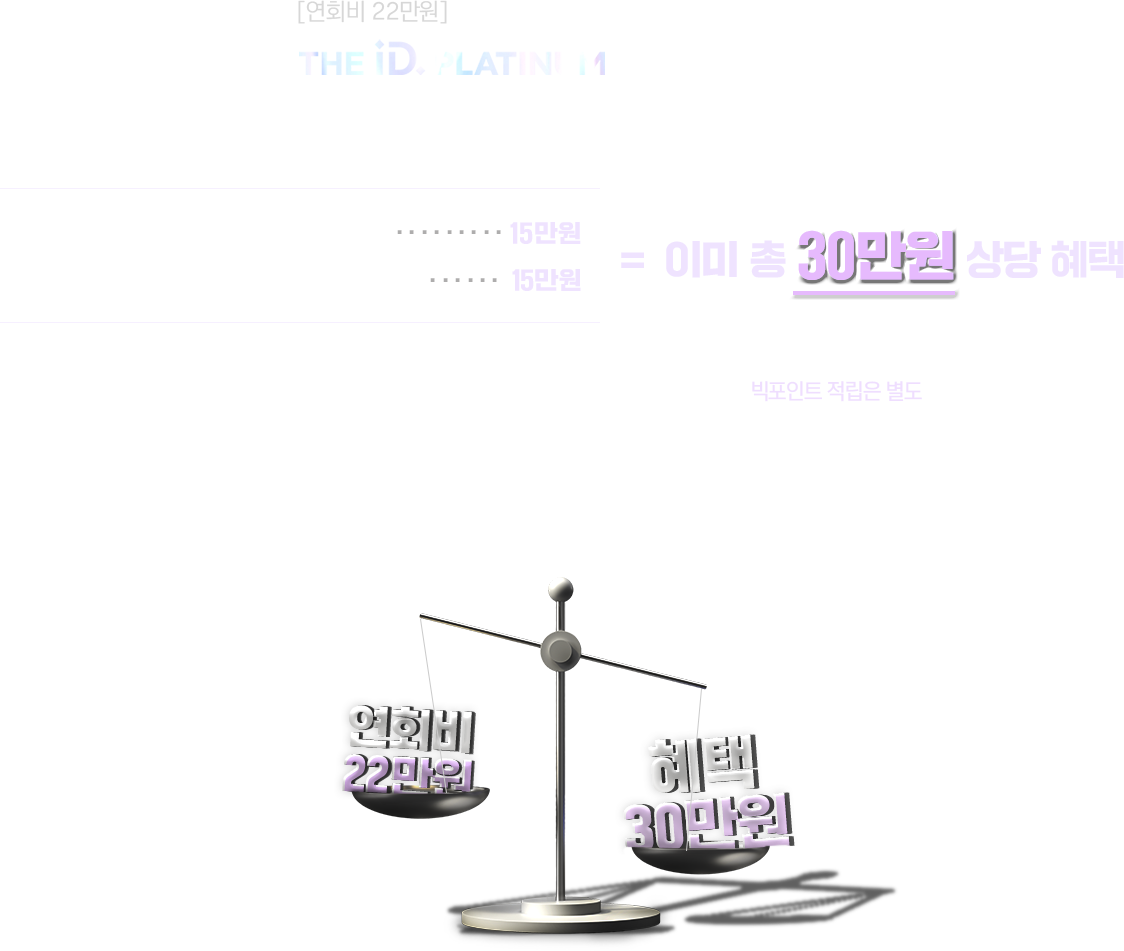 [연회비 22만원]
THE iD. PLATINUM
········· 15만원
······ 15만원
= 이미 총 30만원 상당 혜택
빅포인트 적립은 별도
연회비
22만원
혜택
30만원